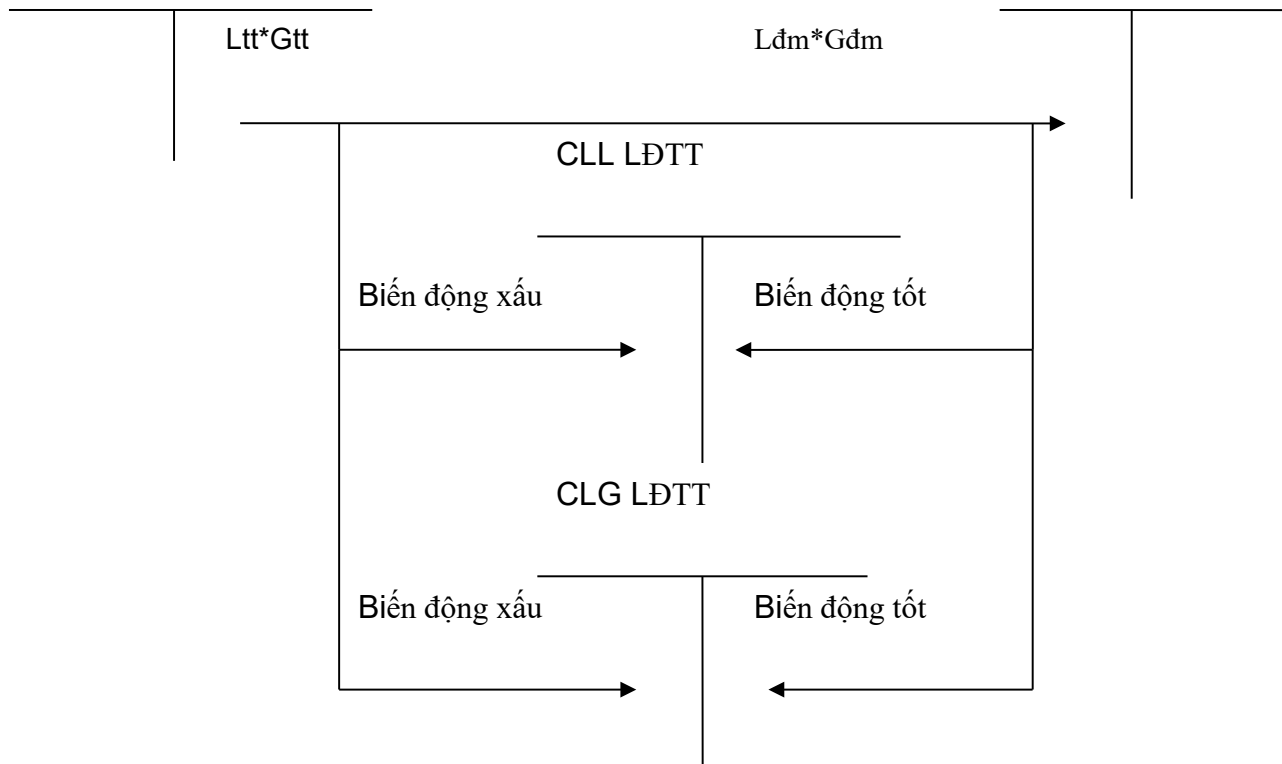 Ltt*Gtt Lđm*Gđm
CLL LĐTT
Biến động xấu Biến động tốt
CLG LĐTT
Biến động xấu Biến động tốt